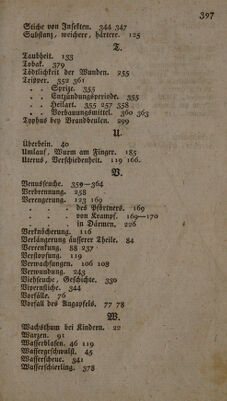 397
Stiche von Insekten. 344 347
Substanz, weichere, härtere. 125
T.
Taubheit. 133
Tobak. 379
Tödtlichkeit der Wunden. 255
Tripper. 352 361
. . Sprize. 355
. . Entzündungsperiode. 355
. . Heilart. 355 257 358
. . Vorbauungsmittel. 360 363
Typhus bey Brandbeulen. 299
U.
Überbein. 40
Umlauf, Wurm am Finger. 185
Uterus, Verschiedenheit. 119 166.
V.
Venusseuche. 359—364
Verbrennung. 258
Verengerung. 123 169
. . . des Pförtners. 169
. . . von Krampf. 169—170
. . . in Därmen. 226
Verknöcherung. 116
Verlängerung äusserer Theile. 84
Verrenkung. 88 237
Verstopfung. 119
Verwachsungen. 106 108
Verwundung. 243
Viehseuche, Geschichte. 330
Vipernstiche. 344
Vorfälle. 76
Vorfall des Augapfels. 77 78
W.
Wachsthum bei Kindern. 22
Warzen. 91
Wasserblasen. 46 119
Wassergeschwulst. 45
Wasserscheue. 341
Wasserschierling. 378